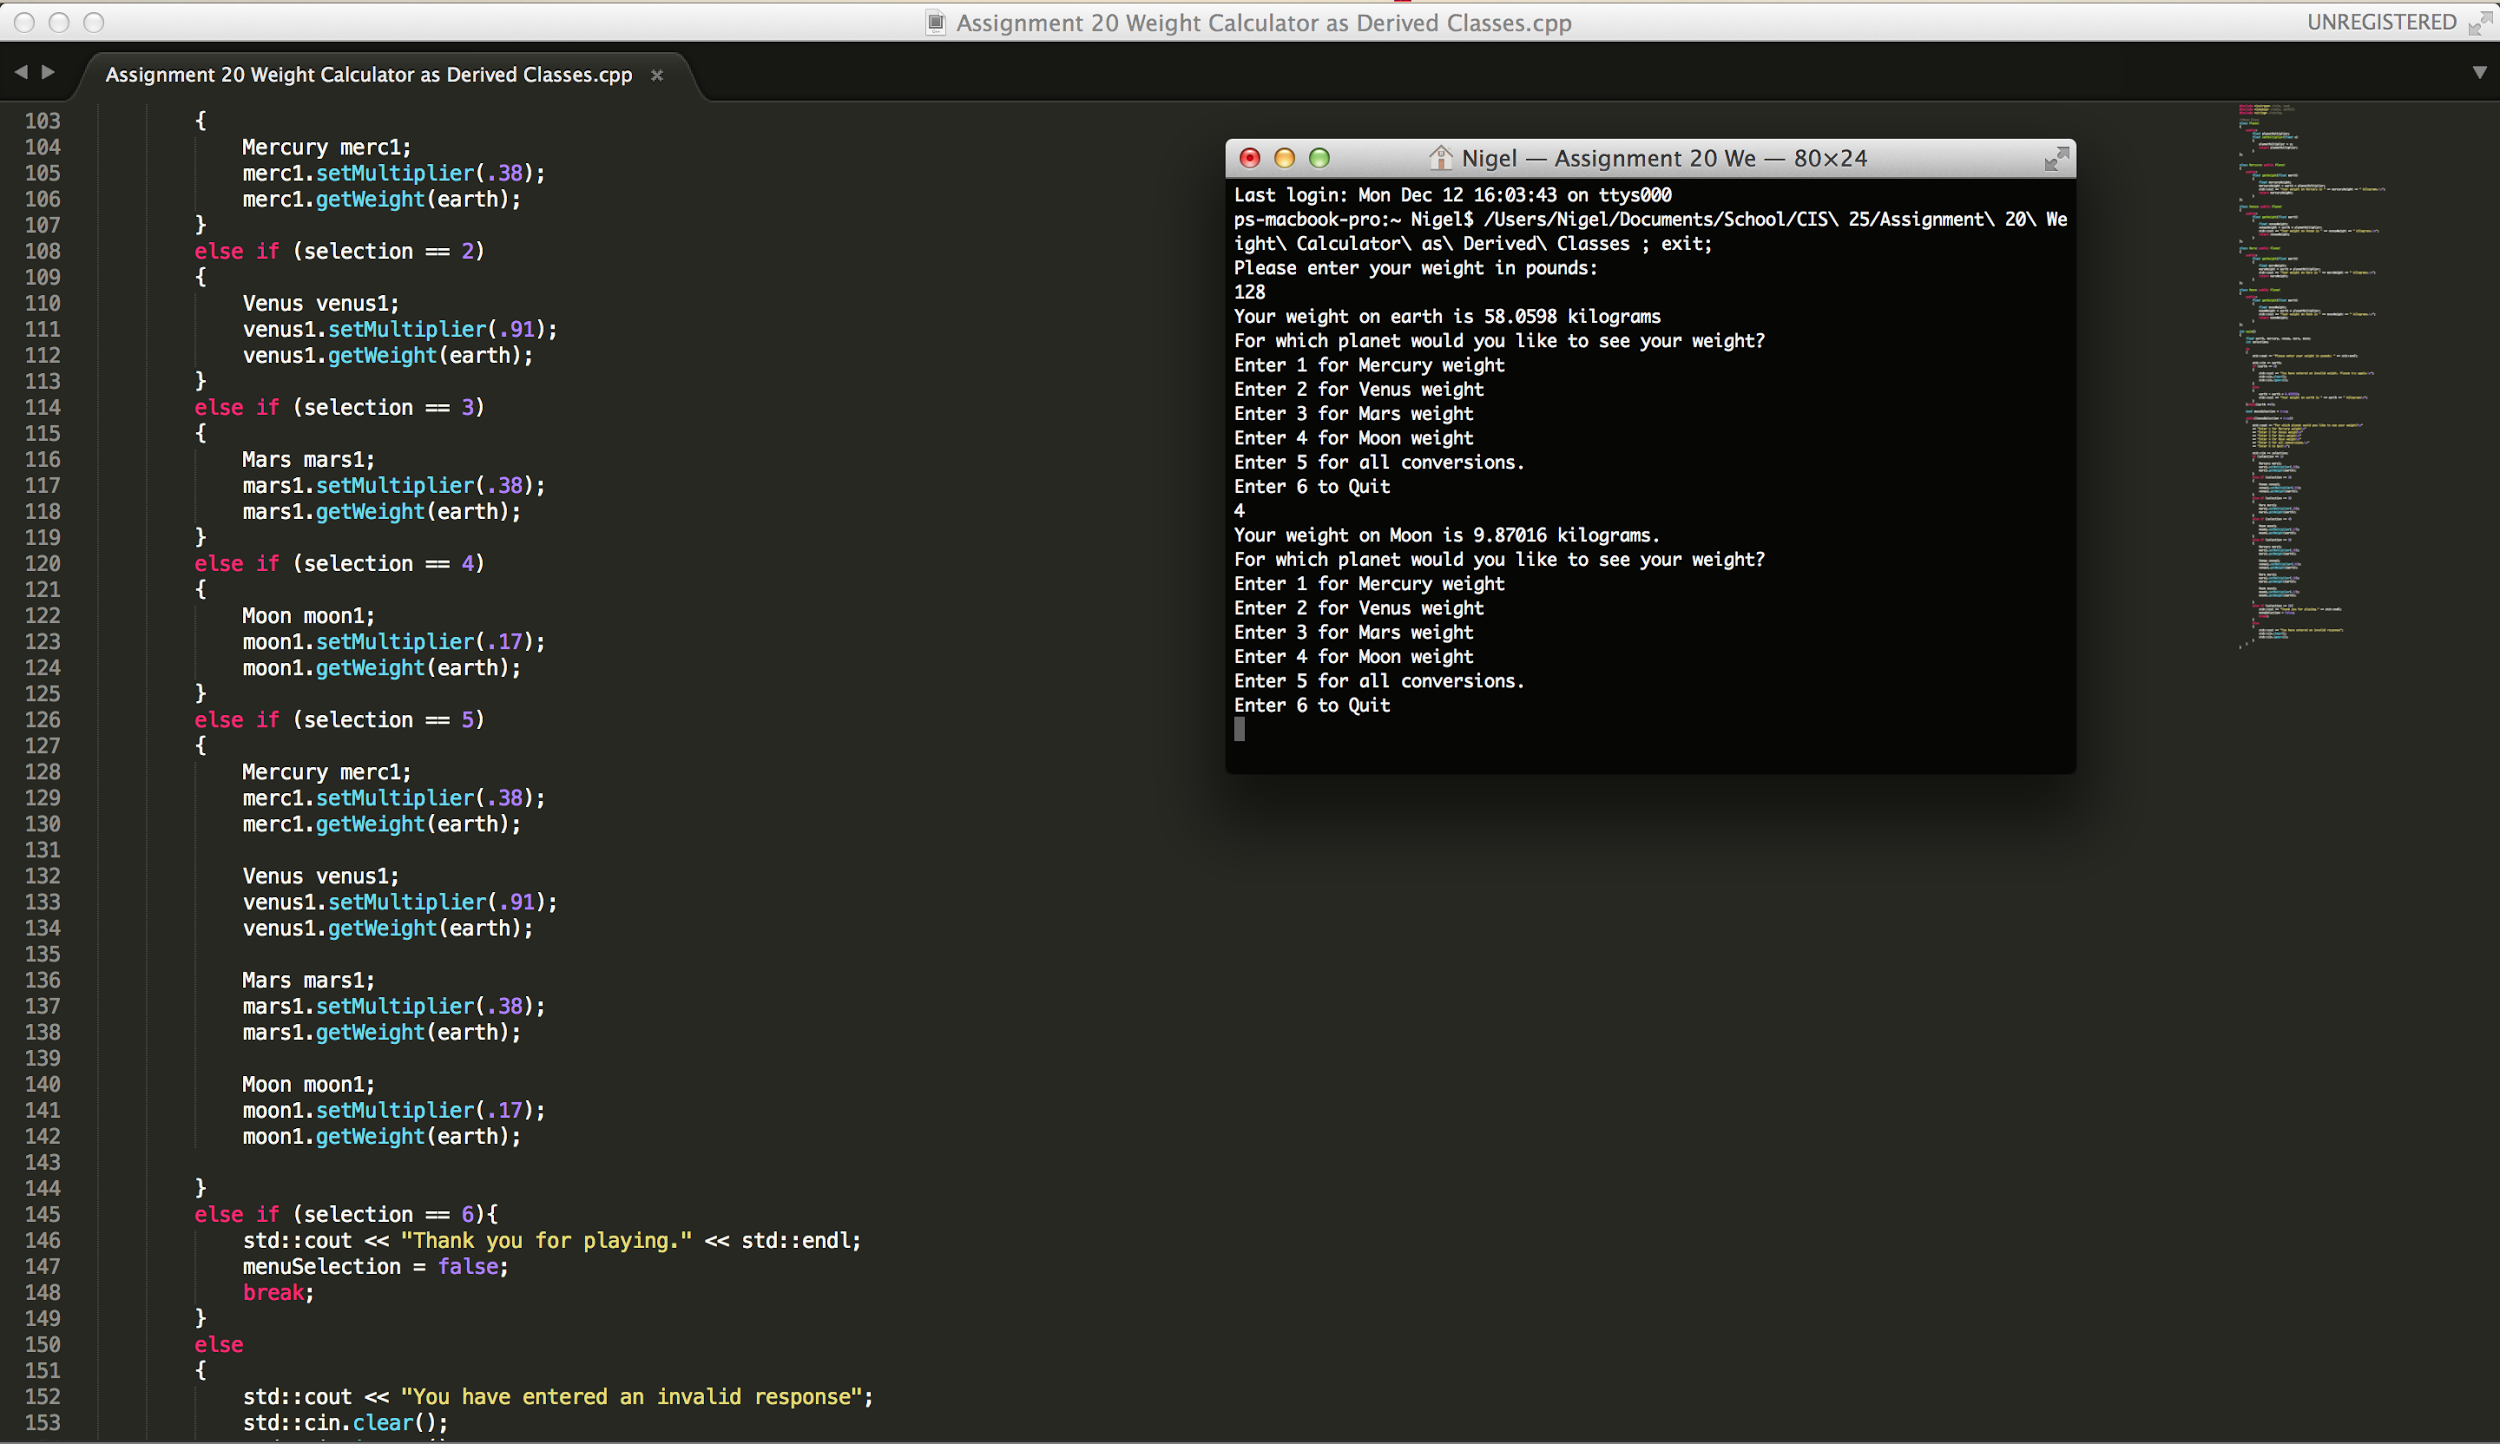 Assignment 20 Weight Calculator as Derived Classes.cpp
UNREGISTERED
Assignment 20 Weight Calculator as Derived Classes.cpp ×
103 {
104 Mercury merc1;
105 merc1.setMultiplier(.38);
106 merc1.getWeight(earth);
107 }
108 else if (selection == 2)
109 {
110 Venus venus1;
111 venus1.setMultiplier(.91);
112 venus1.getWeight(earth);
113 }
114 else if (selection == 3)
115 {
116 Mars mars1;
117 mars1.setMultiplier(.38);
118 mars1.getWeight(earth);
119 }
120 else if (selection == 4)
121 {
122 Moon moon1;
123 moon1.setMultiplier(.17);
124 moon1.getWeight(earth);
125 }
126 else if (selection == 5)
127 {
128 Mercury merc1;
129 merc1.setMultiplier(.38);
130 merc1.getWeight(earth);
131
132 Venus venus1;
133 venus1.setMultiplier(.91);
134 venus1.getWeight(earth);
135
136 Mars mars1;
137 mars1.setMultiplier(.38);
138 mars1.getWeight(earth);
139
140 Moon moon1;
141 moon1.setMultiplier(.17);
142 moon1.getWeight(earth);
143
144 }
145 else if (selection == 6){
146 std::cout << "Thank you for playing." << std::endl;
147 menuSelection = false;
148 break;
149 }
150 else
151 {
152 std::cout << "You have entered an invalid response";
153 std::cin.clear();
Nigel — Assignment 20 We — 80×24
Last login: Mon Dec 12 16:03:43 on ttys000
ps-macbook-pro:~ Nigel$ /Users/Nigel/Documents/School/CIS\ 25/Assignment\ 20\ We
ight\ Calculator\ as\ Derived\ Classes ; exit;
Please enter your weight in pounds:
128
Your weight on earth is 58.0598 kilograms
For which planet would you like to see your weight?
Enter 1 for Mercury weight
Enter 2 for Venus weight
Enter 3 for Mars weight
Enter 4 for Moon weight
Enter 5 for all conversions.
Enter 6 to Quit
4
Your weight on Moon is 9.87016 kilograms.
For which planet would you like to see your weight?
Enter 1 for Mercury weight
Enter 2 for Venus weight
Enter 3 for Mars weight
Enter 4 for Moon weight
Enter 5 for all conversions.
Enter 6 to Quit